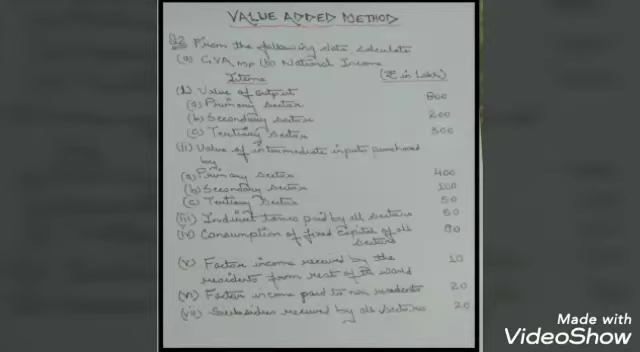 VALUE ADDED METHOD
Q2 From the following data, calculate
(a) GVA MP (b) National Income
Items (₹ in Lakh)
(i) Value of output
(a) Primary Sector 800
(b) Secondary Sector 200
(c) Tertiary Sector 300
(ii) Value of intermediate inputs purchased
by
(a) Primary Sector 400
(b) Secondary Sector 100
(c) Tertiary Sector 50
(iii) Indirect taxes paid by all sectors 50
(iv) Consumption of fixed Capital of all
sectors 80
(v) Factor income received by the 10
residents from rest of the world
(vi) Factor income paid to non residents 20
(vii) Subsidies received by all sectors 20
Made with
VideoShow